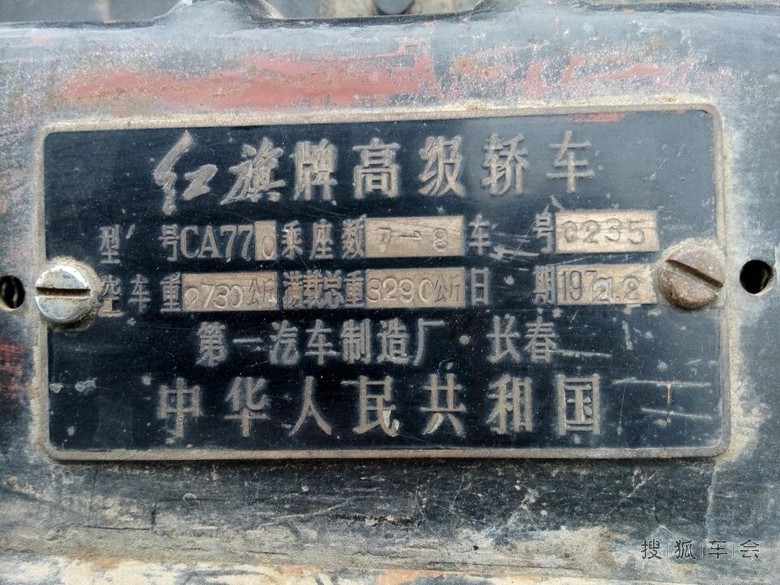 红旗牌高级轿车
型号CA770 乘座数7-8 车号0235
空车重2730公斤 满载总重3290公斤 日期1972.2
第一汽车制造厂·长春
中华人民共和国
搜狐车会